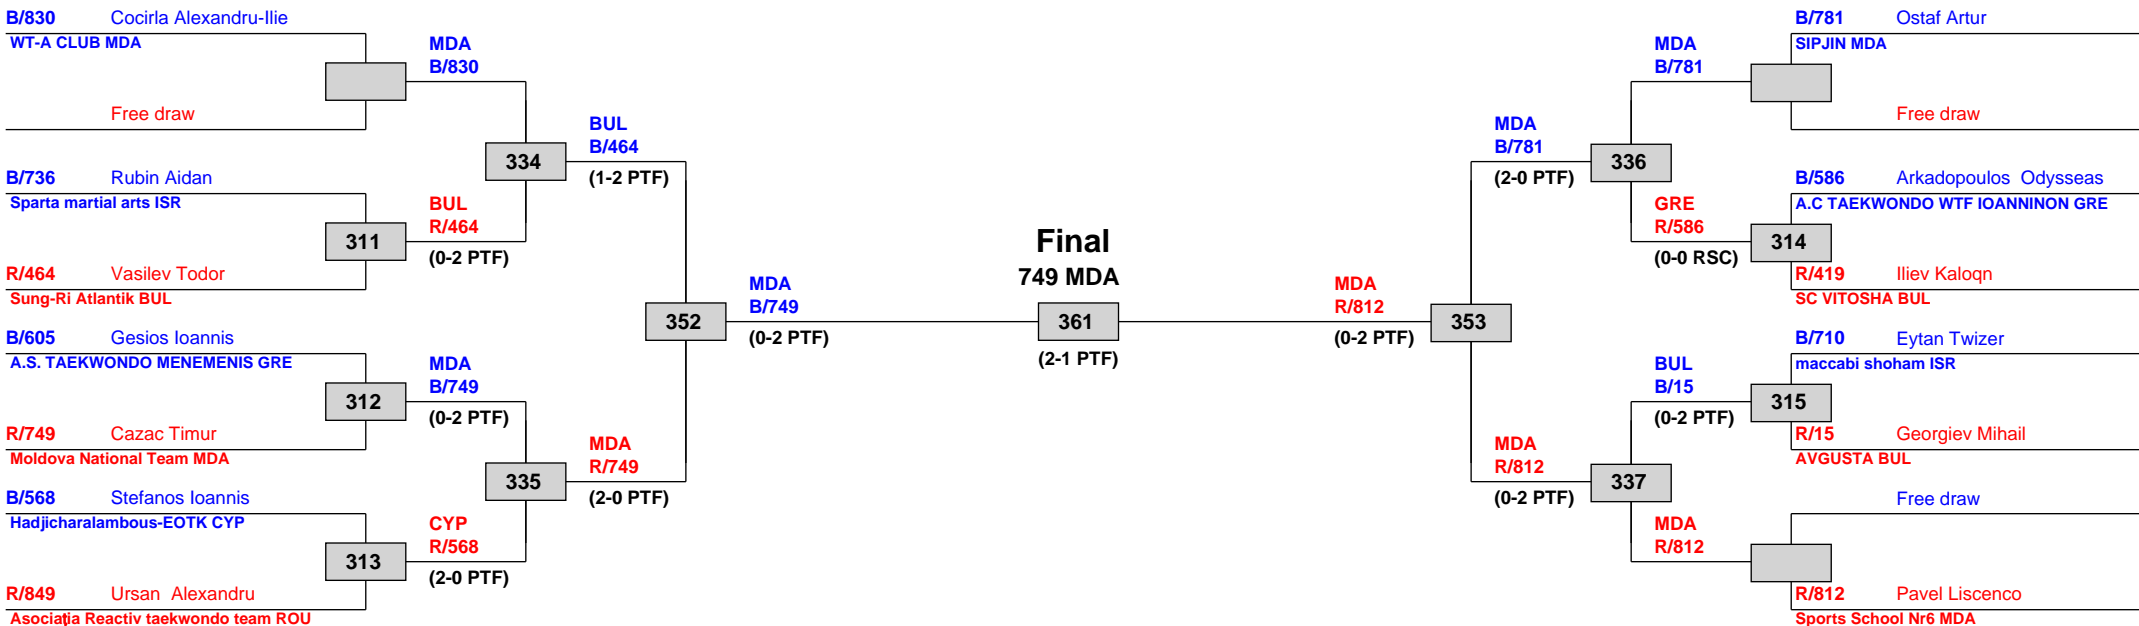 B/830 Cocirla Alexandru-Ilie
WT-A CLUB MDA
Free draw
B/736 Rubin Aidan
Sparta martial arts ISR
311
R/464 Vasilev Todor
Sung-Ri Atlantik BUL
B/605 Gesios Ioannis
A.S. TAEKWONDO MENEMENIS GRE
312
R/749 Cazac Timur
Moldova National Team MDA
B/568 Stefanos Ioannis
Hadjicharalambous-EOTK CYP
313
R/849 Ursan Alexandru
Asociația Reactiv taekwondo team ROU
MDA
B/830
334
BUL
R/464
(0-2 PTF)
MDA
B/749
(0-2 PTF)
335
CYP
R/568
(2-0 PTF)
BUL
B/464
(1-2 PTF)
352
MDA
R/749
(2-0 PTF)
MDA
B/749
(0-2 PTF)
Final
749 MDA
361
(2-1 PTF)
MDA
R/812
(0-2 PTF)
353
MDA
B/781
(2-0 PTF)
MDA
R/812
(0-2 PTF)
MDA
B/781
336
GRE
R/586
(0-0 RSC)
BUL
B/15
(0-2 PTF)
337
MDA
R/812
B/781 Ostaf Artur
SIPJIN MDA
Free draw
B/586 Arkadopoulos Odysseas
A.C TAEKWONDO WTF IOANNINON GRE
314
R/419 Iliev Kaloqn
SC VITOSHA BUL
B/710 Eytan Twizer
maccabi shoham ISR
315
R/15 Georgiev Mihail
AVGUSTA BUL
Free draw
R/812 Pavel Liscenco
Sports School Nr6 MDA